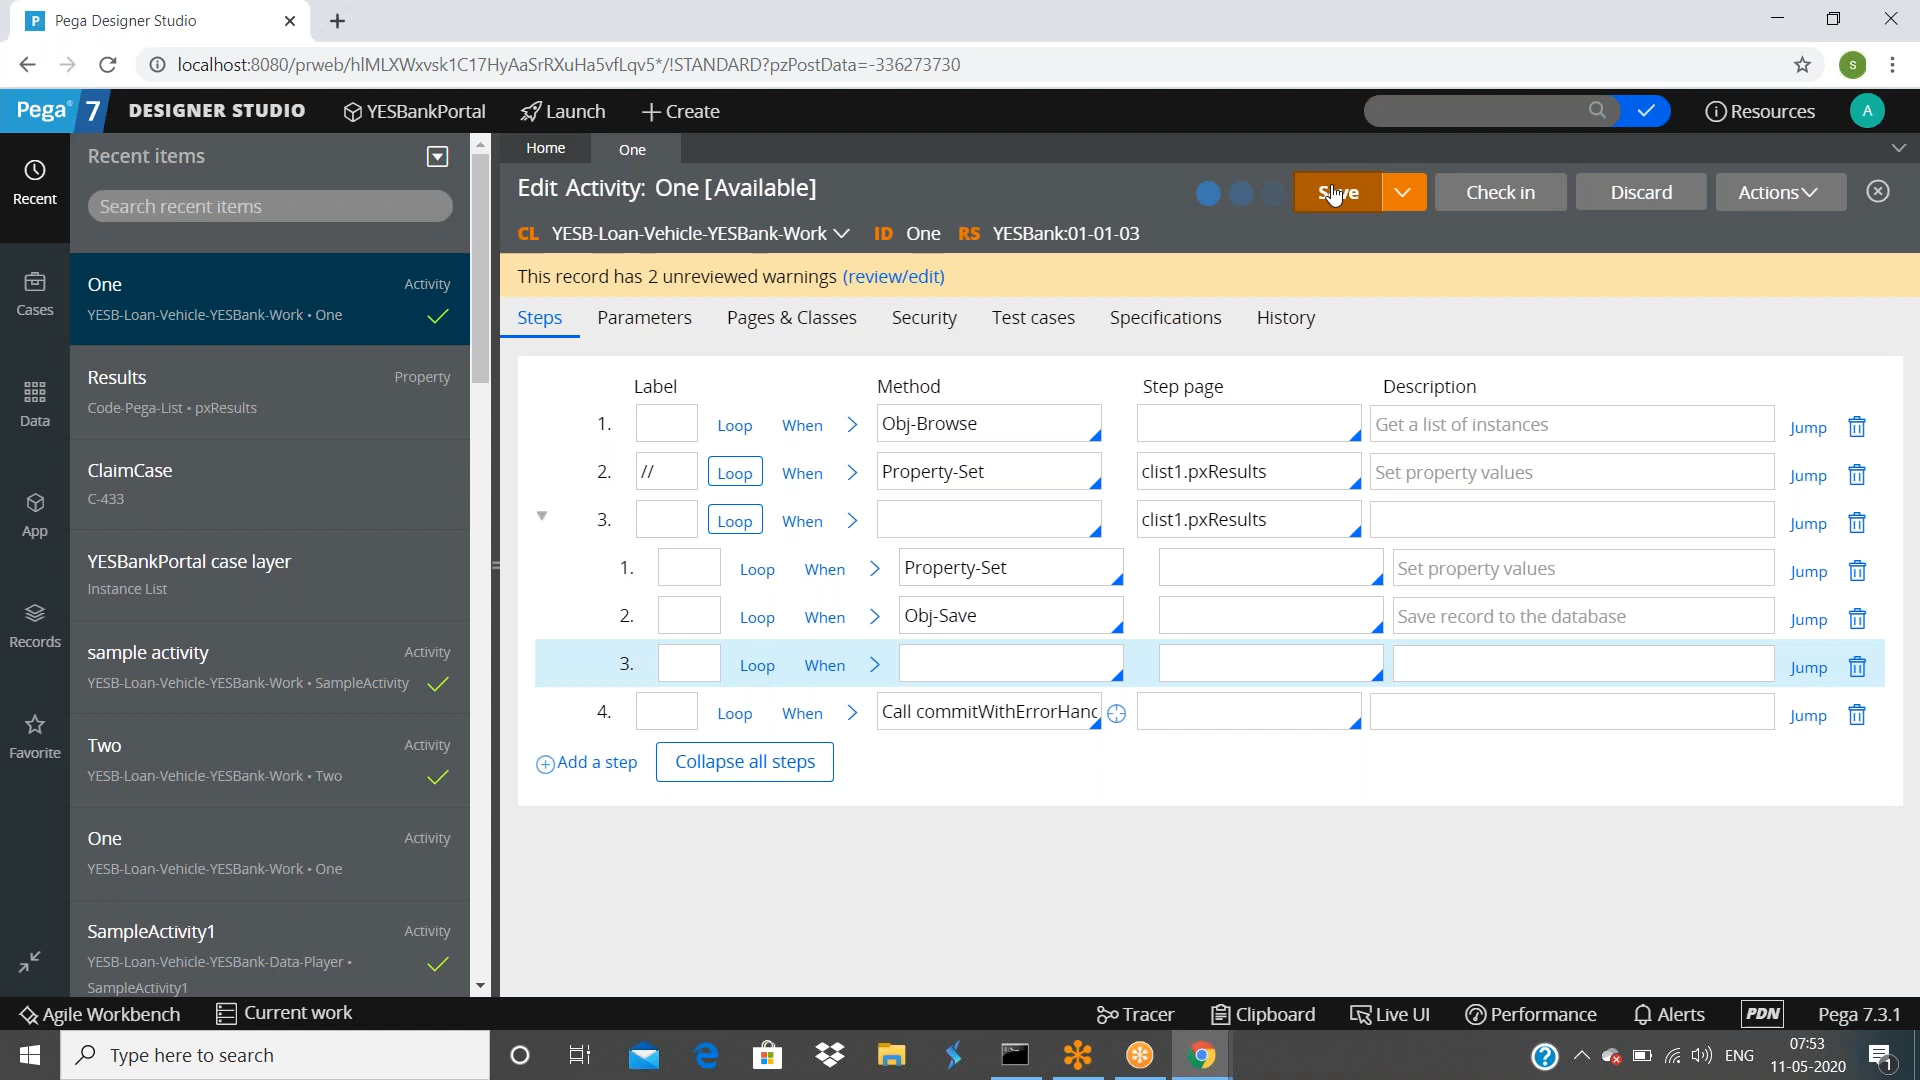 Pega Designer Studio
localhost:8080/prweb/hIMLXWxvsk1C17HyAaSrRXuHa5vfLqv5*/!STANDARD?pzPostData=-336273730
s
Pega 7 DESIGNER STUDIO YESBankPortal Launch Create Resources A
Recent items
Search recent items
Recent
Cases
Data
App
Records
Favorite
One Activity
YESB-Loan-Vehicle-YESBank-Work • One
Results Property
Code-Pega-List • pxResults
ClaimCase
C-433
YESBankPortal case layer
Instance List
sample activity Activity
YESB-Loan-Vehicle-YESBank-Work • SampleActivity
Two Activity
YESB-Loan-Vehicle-YESBank-Work • Two
One Activity
YESB-Loan-Vehicle-YESBank-Work • One
SampleActivity1 Activity
YESB-Loan-Vehicle-YESBank-Data-Player •
SampleActivity1
Home One
Edit Activity: One [Available] Save Check in Discard Actions
CL YESB-Loan-Vehicle-YESBank-Work ID One RS YESBank:01-01-03
This record has 2 unreviewed warnings (review/edit)
Steps Parameters Pages & Classes Security Test cases Specifications History
Label Method Step page Description
1. Loop When Obj-Browse Get a list of instances Jump
2. // Loop When Property-Set clist1.pxResults Set property values Jump
3. Loop When clist1.pxResults Jump
1. Loop When Property-Set Set property values Jump
2. Loop When Obj-Save Save record to the database Jump
3. Loop When Jump
4. Loop When Call commitWithErrorHanc Jump
Add a step Collapse all steps
Agile Workbench Current work Tracer Clipboard Live UI Performance Alerts PDN Pega 7.3.1
Type here to search
ENG
07:53
11-05-2020
1